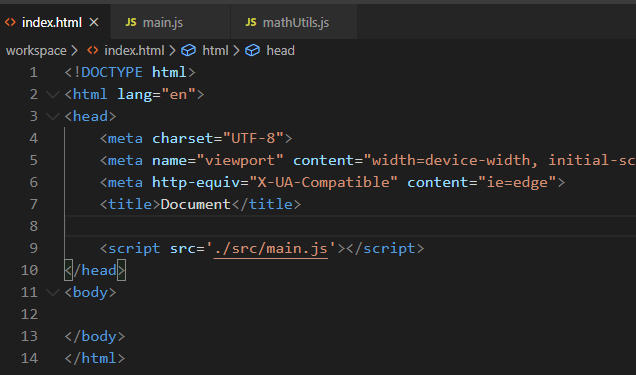 index.html
main.js
mathUtils.js
workspace > index.html > html > head
1 <!DOCTYPE html>
2 <html lang="en">
3 <head>
4 <meta charset="UTF-8">
5 <meta name="viewport" content="width=device-width, initial-sc
6 <meta http-equiv="X-UA-Compatible" content="ie=edge">
7 <title>Document</title>
8
9 <script src='./src/main.js'></script>
10 </head>
11 <body>
12
13 </body>
14 </html>